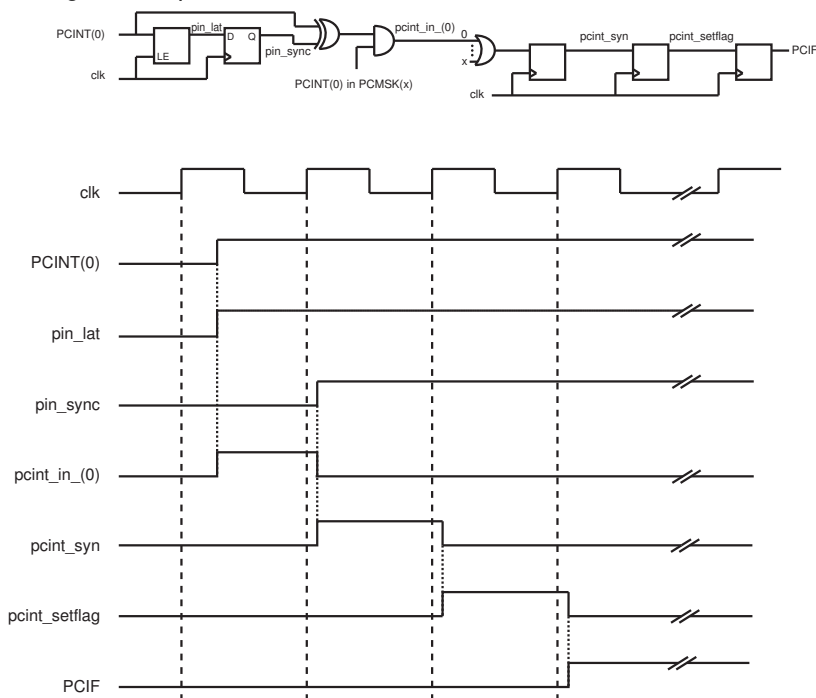 PCINT(0)
pin_lat
LE
D Q
pin_sync
clk
PCINT(0) in PCMSK(x)
pcint_in_(0)
0
x
clk
pcint_syn
pcint_setflag
PCIF
clk
PCINT(0)
pin_lat
pin_sync
pcint_in_(0)
pcint_syn
pcint_setflag
PCIF